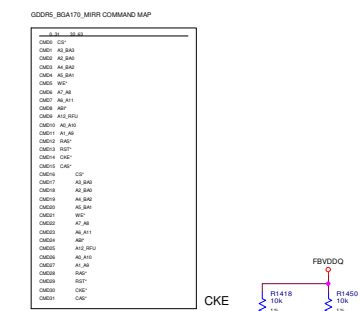 GDDR5_BGA170_MIRR COMMAND MAP
0..31 32..63
CMD0 CS*
CMD1 A3_BA3
CMD2 A2_BA0
CMD3 A4_BA2
CMD4 A5_BA1
CMD5 WE*
CMD6 A7_A8
CMD7 A6_A11
CMD8 ABI*
CMD9 A12_RFU
CMD10 A0_A10
CMD11 A1_A9
CMD12 RAS*
CMD13 RST*
CMD14 CKE*
CMD15 CAS*
CMD16 CS*
CMD17 A3_BA3
CMD18 A2_BA0
CMD19 A4_BA2
CMD20 A5_BA1
CMD21 WE*
CMD22 A7_A8
CMD23 A6_A11
CMD24 ABI*
CMD25 A12_RFU
CMD26 A0_A10
CMD27 A1_A9
CMD28 RAS*
CMD29 RST*
CMD30 CKE*
CMD31 CAS*
CKE
FBVDDQ
R1418 R1450
10k 10k